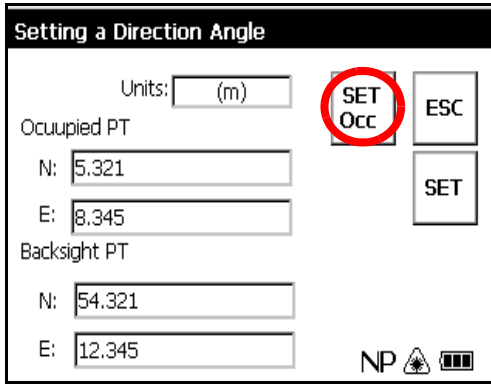 Setting a Direction Angle
Units: (m)
SET Occ
ESC
Ocuupied PT
N: 5.321
SET
E: 8.345
Backsight PT
N: 54.321
E: 12.345
NP